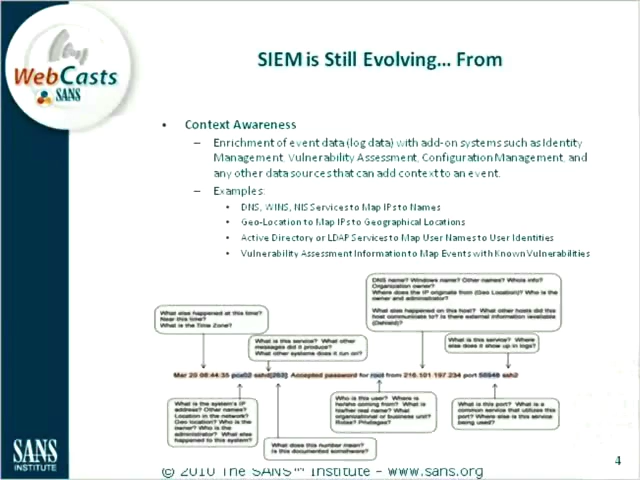 WebCasts
SANS
SIEM is Still Evolving… From
• Context Awareness
– Enrichment of event data (log data) with add-on systems such as Identity
Management, Vulnerability Assessment, Configuration Management, and
any other data sources that can add context to an event.
– Examples:
• DNS, WINS, NIS Services to Map IPs to Names
• Geo-Location to Map IPs to Geographical Locations
• Active Directory or LDAP Services to Map User Names to User Identities
• Vulnerability Assessment Information to Map Events with Known Vulnerabilities
DNS name? Windows name? Other names? Whois info?
Organization owner?
Where does the IP originate from (Geo Location)? Who is the
owner and administrator?
What else happened on this host? What other hosts did this
host communicate to? Is there external information available
(Dshield)?
What else happened at this time?
Near this time?
What is the Time Zone?
What is this service? What other
messages did it produce?
What other systems does it run on?
What is this service? Where
else does it show up in logs?
Mar 20 08:44:35 pcx02 sshd[263]: Accepted password for root from 216.101.197.234 port 56946 ssh2
What is the system's IP
address? Other names?
Location in the network?
Geo location? Who is the
owner? Who is the
administrator? What else
happened to this system?
What does this number mean?
Is this documented somewhere?
Who is this user? Where is
he/she coming from? What is
his/her real name? What
organizational or business unit?
Roles? Privileges?
What is this port? What is a
common service that utilizes this
port? Where else is this service
being used?
SANS
INSTITUTE
© 2010 The SANS™ Institute – www.sans.org
4